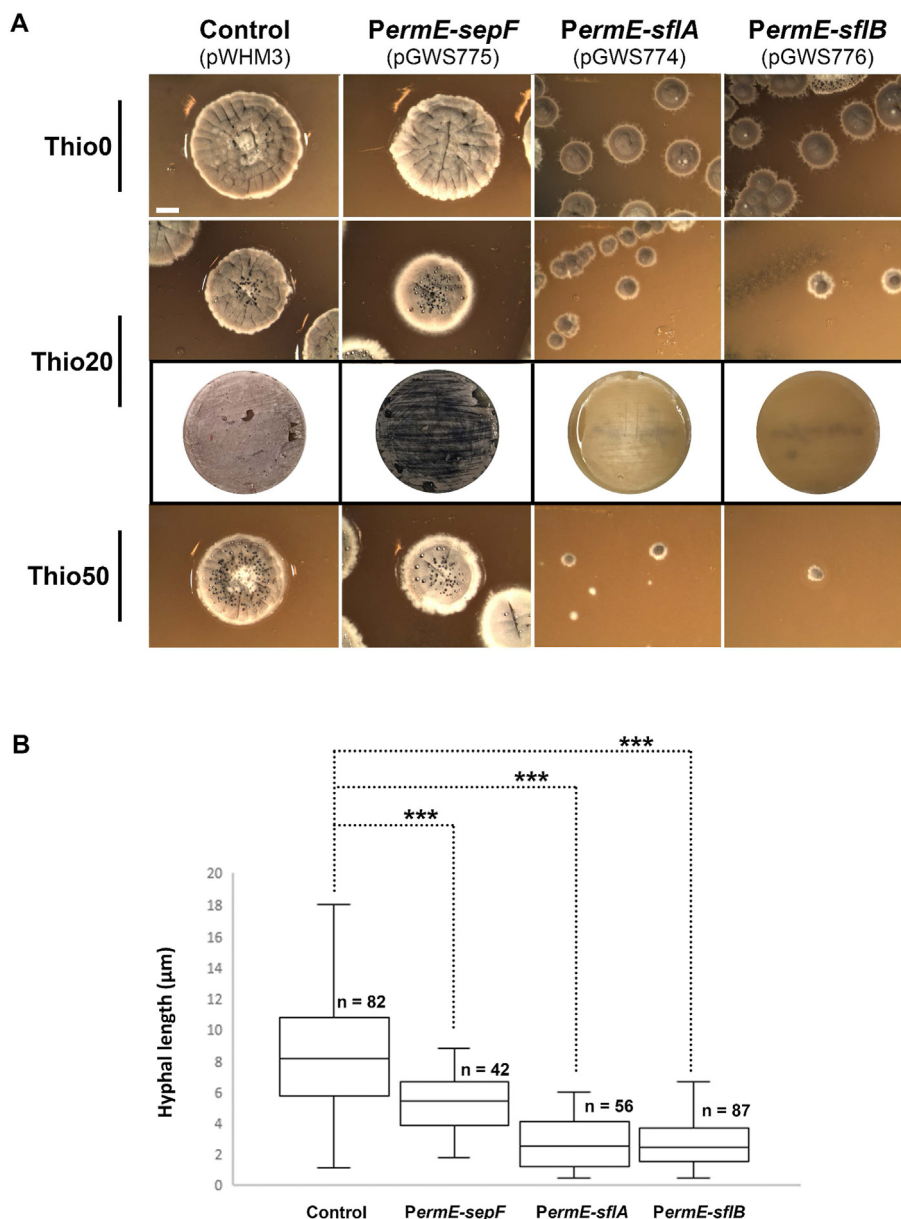 A
Control PermE-sepF PermE-sflA PermE-sflB
(pWHM3) (pGWS775) (pGWS774) (pGWS776)
Thio0
Thio20
Thio50
B
***
***
***
20
18
16
14
12
10
8
6
4
2
0
Hyphal length (µm)
n = 82
n = 42
n = 56
n = 87
Control PermE-sepF PermE-sflA PermE-sflB